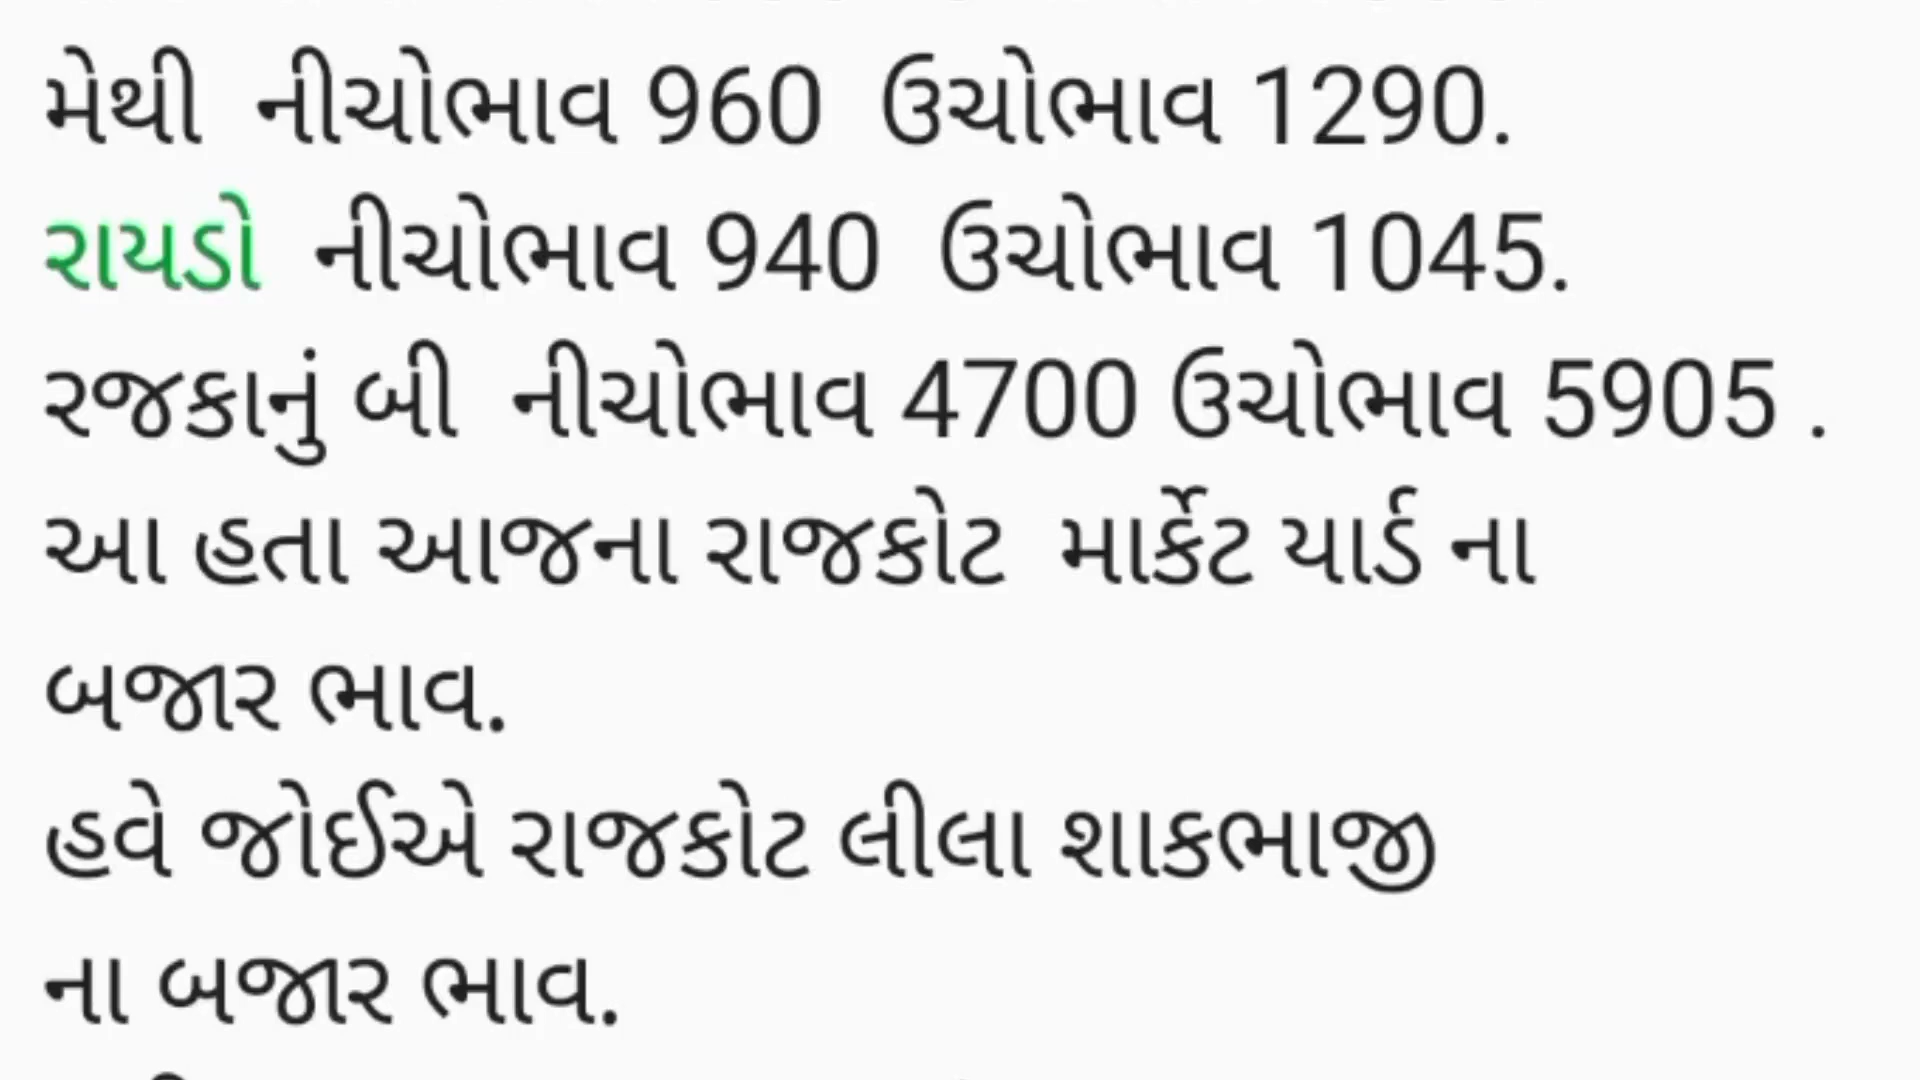 મેથી  નીચોભાવ 960  ઉચોભાવ 1290.
રાયડો  નીચોભાવ 940  ઉચોભાવ 1045.
રજકાનું બી  નીચોભાવ 4700 ઉચોભાવ 5905 .
આ હતા આજના રાજકોટ  માર્કેટ યાર્ડ ના
બજાર ભાવ.
હવે જોઈએ રાજકોટ લીલા શાકભાજી
ના બજાર ભાવ.